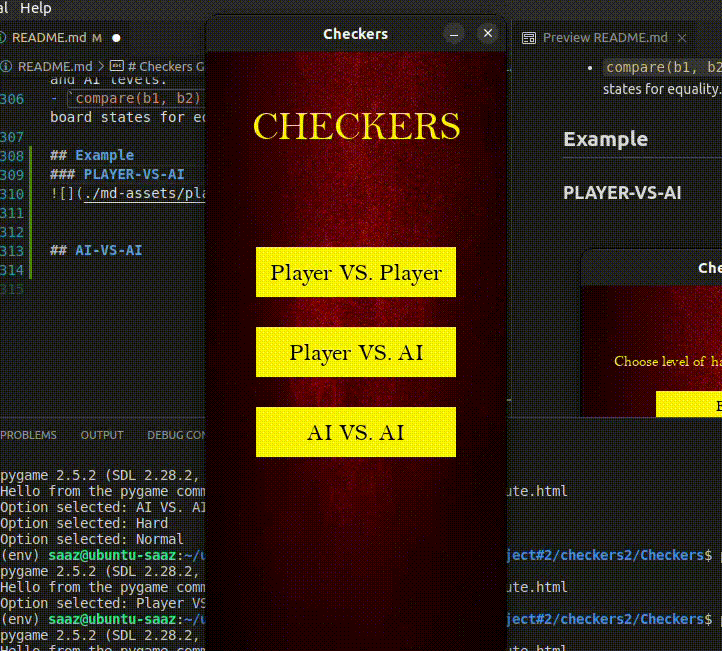 al Help
README.md M
README.md > # Checkers G
and AI levels.
306 - `compare(b1, b2)
board states for eq
307
308 ## Example
309 ### PLAYER-VS-AI
310 ![](./md-assets/pla
311
312
313 ## AI-VS-AI
314
315
PROBLEMS OUTPUT DEBUG CON
pygame 2.5.2 (SDL 2.28.2,
Hello from the pygame comm
Option selected: AI VS. AI
Option selected: Hard
Option selected: Normal
(env) saaz@ubuntu-saaz:~/u
pygame 2.5.2 (SDL 2.28.2,
Hello from the pygame comm
Option selected: Player VS
(env) saaz@ubuntu-saaz:~/u
pygame 2.5.2 (SDL 2.28.2,
Hello from the pygame comm
Checkers
CHECKERS
Player VS. Player
Player VS. AI
AI VS. AI
Preview README.md
compare(b1, b2
states for equality.
Example
PLAYER-VS-AI
Che
Choose level of ha
E
ute.html
ject#2/checkers2/Checkers$ p
ute.html
ject#2/checkers2/Checkers$ p
ute.html